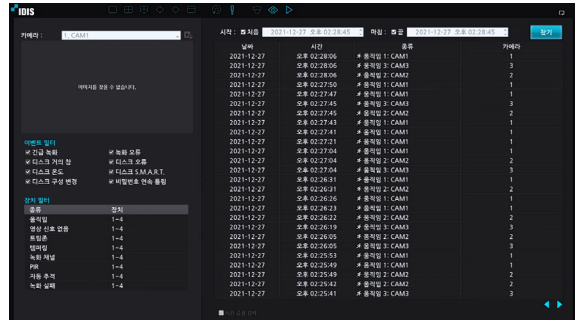 IDIS
카메라 : 1, CAM1
이미지를 찾을 수 없습니다.
이벤트 필터
긴급 녹화 녹화 오류
디스크 거의 참 디스크 오류
디스크 온도 디스크 S.M.A.R.T.
디스크 구성 변경 비밀번호 연속 틀림
장치 필터
종류 장치
움직임 1~4
영상 신호 없음 1~4
트립존 1~4
템퍼링 1~4
녹화 채널 1~4
PIR 1~4
자동 추적 1~4
녹화 실패 1~4
시작 : 처음 2021-12-27 오후 02:28:45 마침 : 끝 2021-12-27 오후 02:28:45 찾기
날짜 시간 종류 카메라
2021-12-27 오후 02:28:06 움직임 1: CAM1 1
2021-12-27 오후 02:28:06 움직임 3: CAM3 3
2021-12-27 오후 02:28:06 움직임 2: CAM2 2
2021-12-27 오후 02:27:50 움직임 1: CAM1 1
2021-12-27 오후 02:27:47 움직임 1: CAM1 1
2021-12-27 오후 02:27:45 움직임 3: CAM3 3
2021-12-27 오후 02:27:45 움직임 2: CAM2 2
2021-12-27 오후 02:27:43 움직임 1: CAM1 1
2021-12-27 오후 02:27:41 움직임 1: CAM1 1
2021-12-27 오후 02:27:21 움직임 1: CAM1 1
2021-12-27 오후 02:27:04 움직임 1: CAM1 1
2021-12-27 오후 02:27:04 움직임 2: CAM2 2
2021-12-27 오후 02:27:04 움직임 3: CAM3 3
2021-12-27 오후 02:26:31 움직임 1: CAM1 1
2021-12-27 오후 02:26:31 움직임 2: CAM2 2
2021-12-27 오후 02:26:26 움직임 1: CAM1 1
2021-12-27 오후 02:26:23 움직임 1: CAM1 1
2021-12-27 오후 02:26:22 움직임 2: CAM2 2
2021-12-27 오후 02:26:19 움직임 3: CAM3 3
2021-12-27 오후 02:26:05 움직임 2: CAM2 2
2021-12-27 오후 02:26:05 움직임 3: CAM3 3
2021-12-27 오후 02:25:53 움직임 1: CAM1 1
2021-12-27 오후 02:25:49 움직임 1: CAM1 1
2021-12-27 오후 02:25:49 움직임 2: CAM2 2
2021-12-27 오후 02:25:42 움직임 2: CAM2 2
2021-12-27 오후 02:25:41 움직임 3: CAM3 3